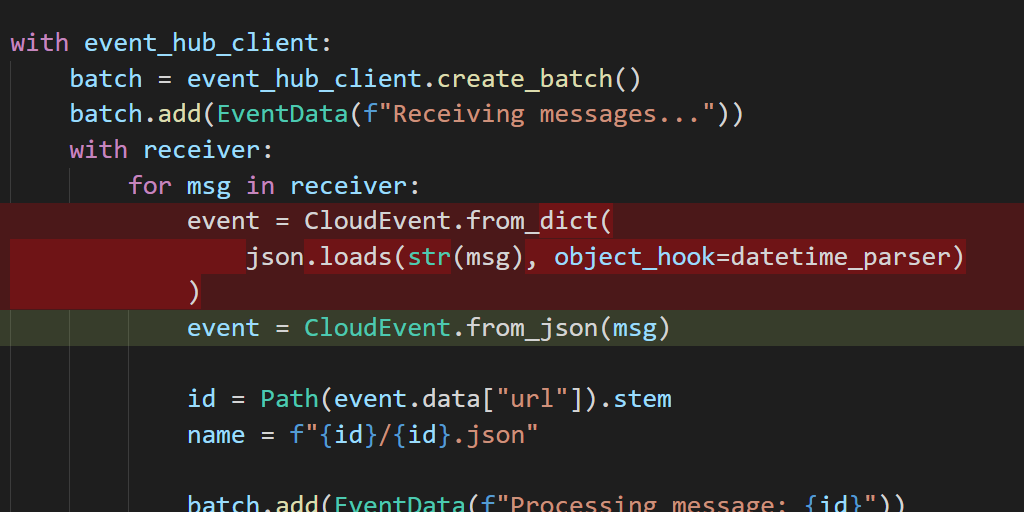 with event_hub_client:
    batch = event_hub_client.create_batch()
    batch.add(EventData(f"Receiving messages..."))
    with receiver:
        for msg in receiver:
            event = CloudEvent.from_dict(
                json.loads(str(msg), object_hook=datetime_parser)
            )
            event = CloudEvent.from_json(msg)
            id = Path(event.data["url"]).stem
            name = f"{id}/{id}.json"
            batch.add(EventData(f"Processing message: {id}"))